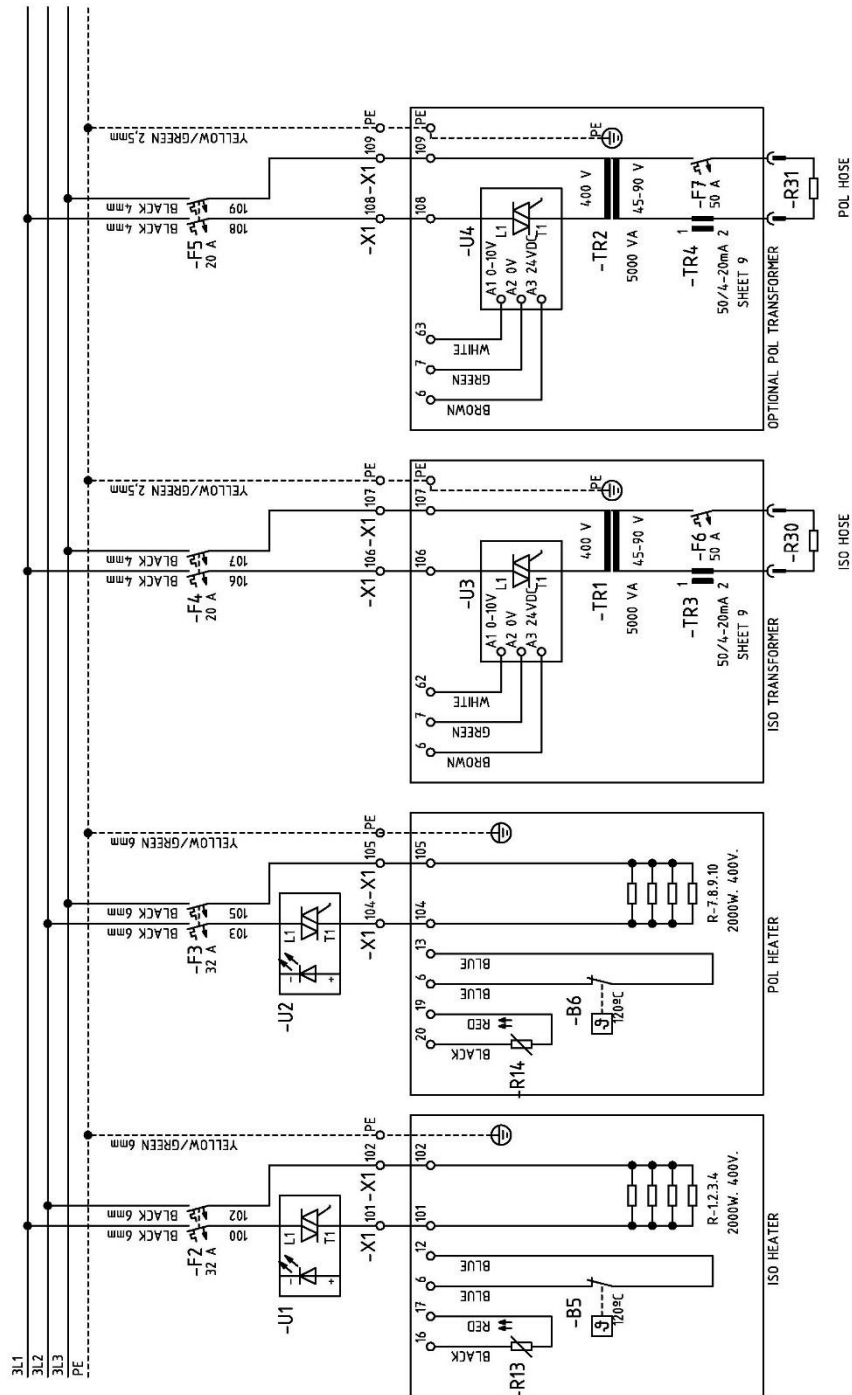 3L1
3L2
3L3
PE
BLACK 6mm
BLACK 6mm
YELLOW/GREEN 6mm
-F2
32 A
100
102
-U1
L1
T1
-
+
-X1
101
-X1
102
PE
16
17
6
12
101
102
BLACK
RED
BLUE
BLUE
-R13
-B5
ϑ
120ºC
R-1.2.3.4
2000W. 400V.
ISO HEATER
BLACK 6mm
BLACK 6mm
YELLOW/GREEN 6mm
-F3
32 A
103
105
-U2
L1
T1
-
+
-X1
104
-X1
105
PE
20
19
6
13
104
105
BLACK
RED
BLUE
BLUE
-R14
-B6
ϑ
120ºC
R-7.8.9.10
2000W. 400V.
POL HEATER
BLACK 4mm
BLACK 4mm
YELLOW/GREEN 2,5mm
-F4
20 A
106
107
-X1
106
-X1
107
PE
6
7
62
106
107
PE
BROWN
GREEN
WHITE
-U3
A1 0-10V
A2 0V
A3 24VDC
L1
T1
PE
-TR1
400 V
5000 VA
45-90 V
-TR3
1
2
50/4-20mA
SHEET 9
-F6
50 A
ISO TRANSFORMER
-R30
ISO HOSE
BLACK 4mm
BLACK 4mm
YELLOW/GREEN 2,5mm
-F5
20 A
108
109
-X1
108
-X1
109
PE
6
7
63
108
109
PE
BROWN
GREEN
WHITE
-U4
A1 0-10V
A2 0V
A3 24VDC
L1
T1
PE
-TR2
400 V
5000 VA
45-90 V
-TR4
1
2
50/4-20mA
SHEET 9
-F7
50 A
OPTIONAL POL TRANSFORMER
-R31
POL HOSE